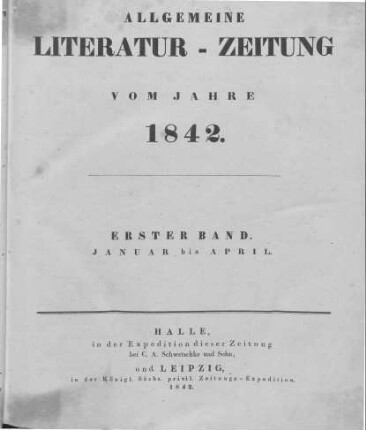 ALLGEMEINE
LITERATUR - ZEITUNG
VOM JAHRE
1842.
ERSTER BAND.
JANUAR bis APRIL.
HALLE,
in der Expedition dieser Zeitung
bei C. A. Schwetschke und Sohn,
und LEIPZIG,
in der Königl. Sächs. privil. Zeitungs-Expedition.
1842.